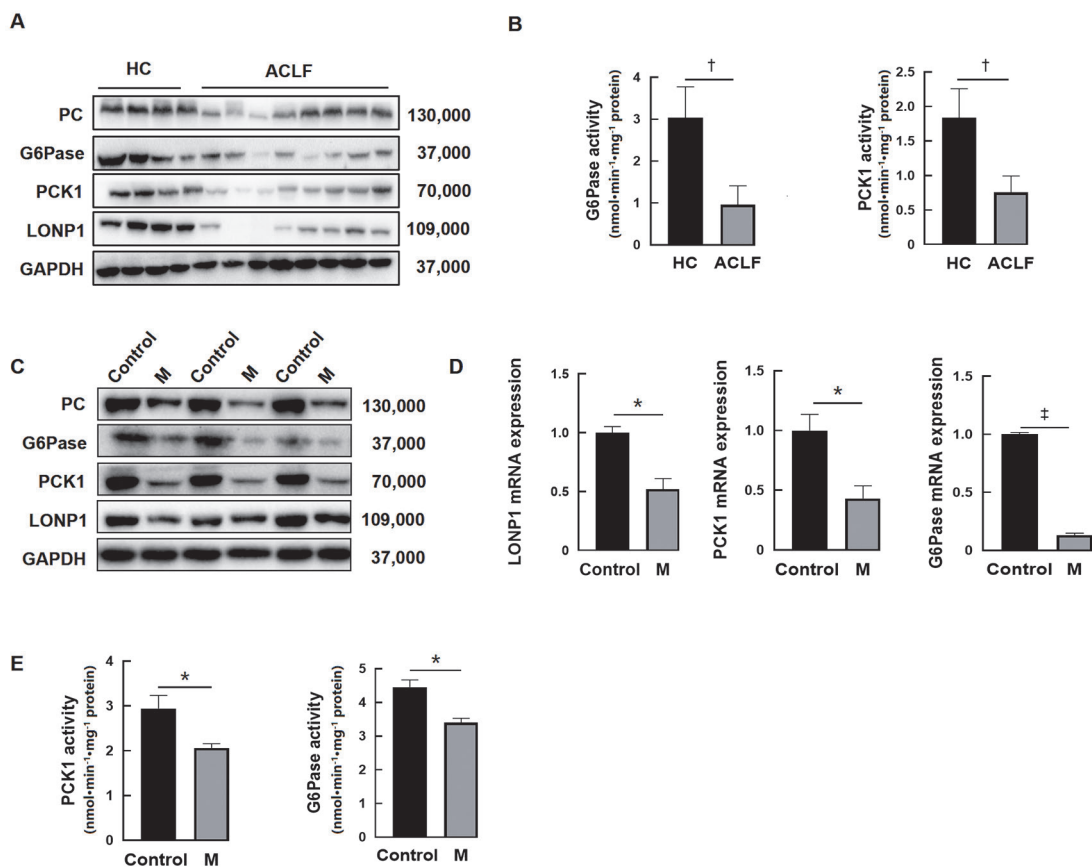 A
HC ACLF
PC 130,000
G6Pase 37,000
PCK1 70,000
LONP1 109,000
GAPDH 37,000
B
G6Pase activity
(nmol•min⁻¹•mg⁻¹ protein)
4
3
2
1
0
†
HC ACLF
PCK1 activity
(nmol•min⁻¹•mg⁻¹ protein)
2.5
2.0
1.5
1.0
0.5
0
†
HC ACLF
C
Control M Control M Control M
PC 130,000
G6Pase 37,000
PCK1 70,000
LONP1 109,000
GAPDH 37,000
D
LONP1 mRNA expression
1.5
1.0
0.5
0
*
Control M
PCK1 mRNA expression
1.5
1.0
0.5
0
*
Control M
G6Pase mRNA expression
1.5
1.0
0.5
0
‡
Control M
E
PCK1 activity
(nmol•min⁻¹•mg⁻¹ protein)
4
3
2
1
0
*
Control M
G6Pase activity
(nmol•min⁻¹•mg⁻¹ protein)
5
4
3
2
1
0
*
Control M